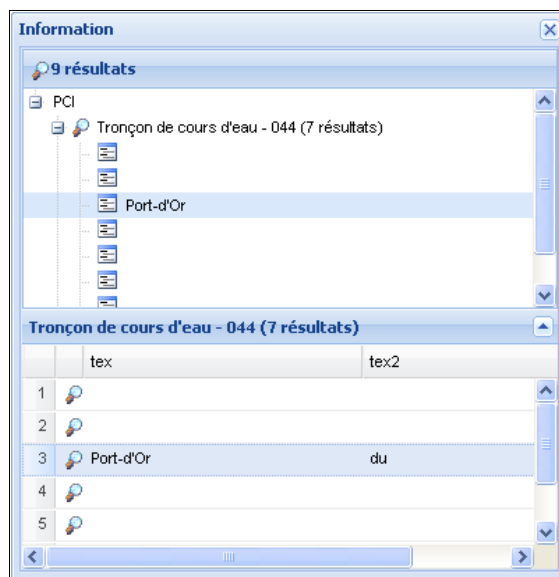 Information
9 résultats
PCI
Tronçon de cours d'eau - 044 (7 résultats)
Port-d'Or
Tronçon de cours d'eau - 044 (7 résultats)
tex tex2
1
2
3 Port-d'Or du
4
5